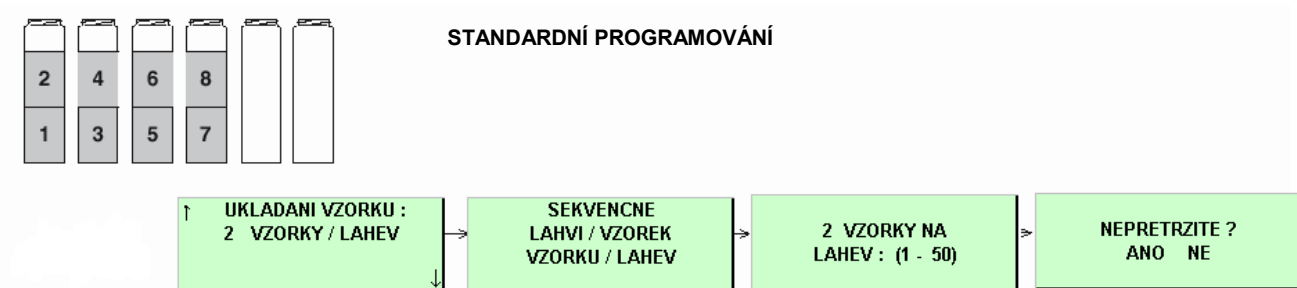 STANDARDNÍ PROGRAMOVÁNÍ
2 4 6 8
1 3 5 7
↑ UKLADANI VZORKU :
2 VZORKY / LAHEV
↓
SEKVENCNE
LAHVI / VZOREK
VZORKU / LAHEV
2 VZORKY NA
LAHEV : (1 - 50)
NEPRETRZITE ?
ANO NE